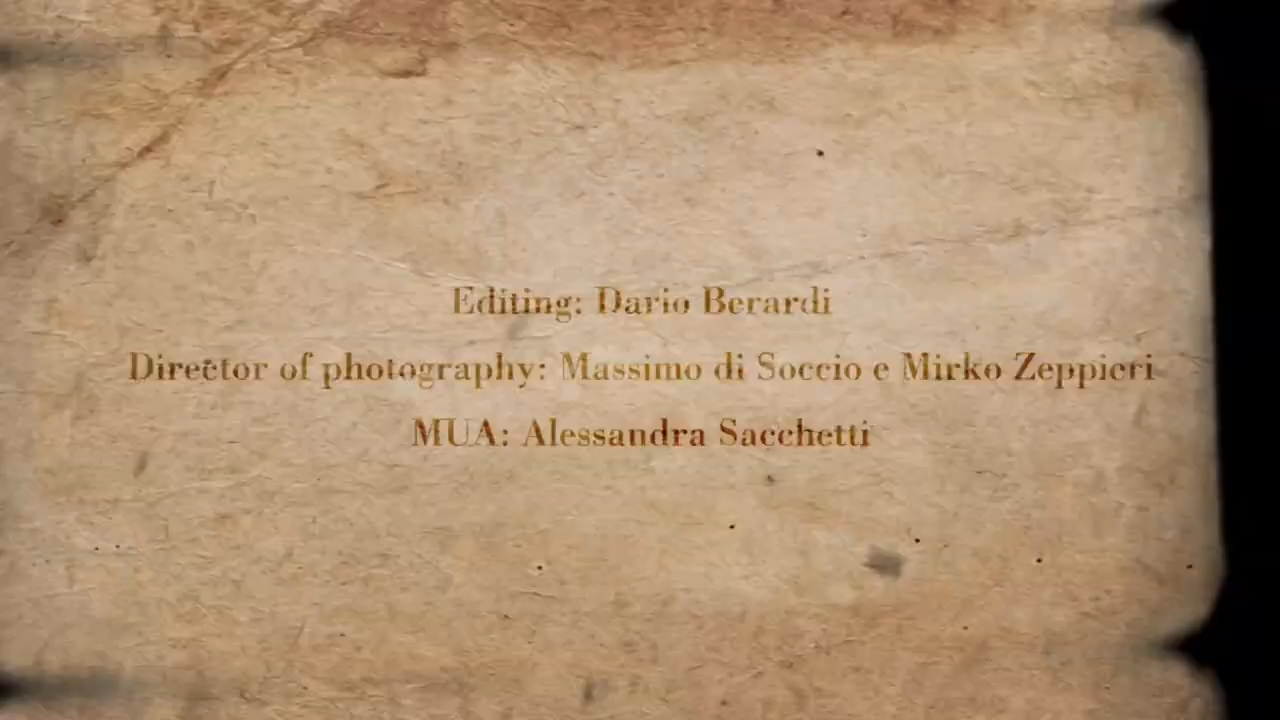 Editing: Dario Berardi
Director of photography: Massimo di Soccio e Mirko Zeppieri
MUA: Alessandra Sacchetti